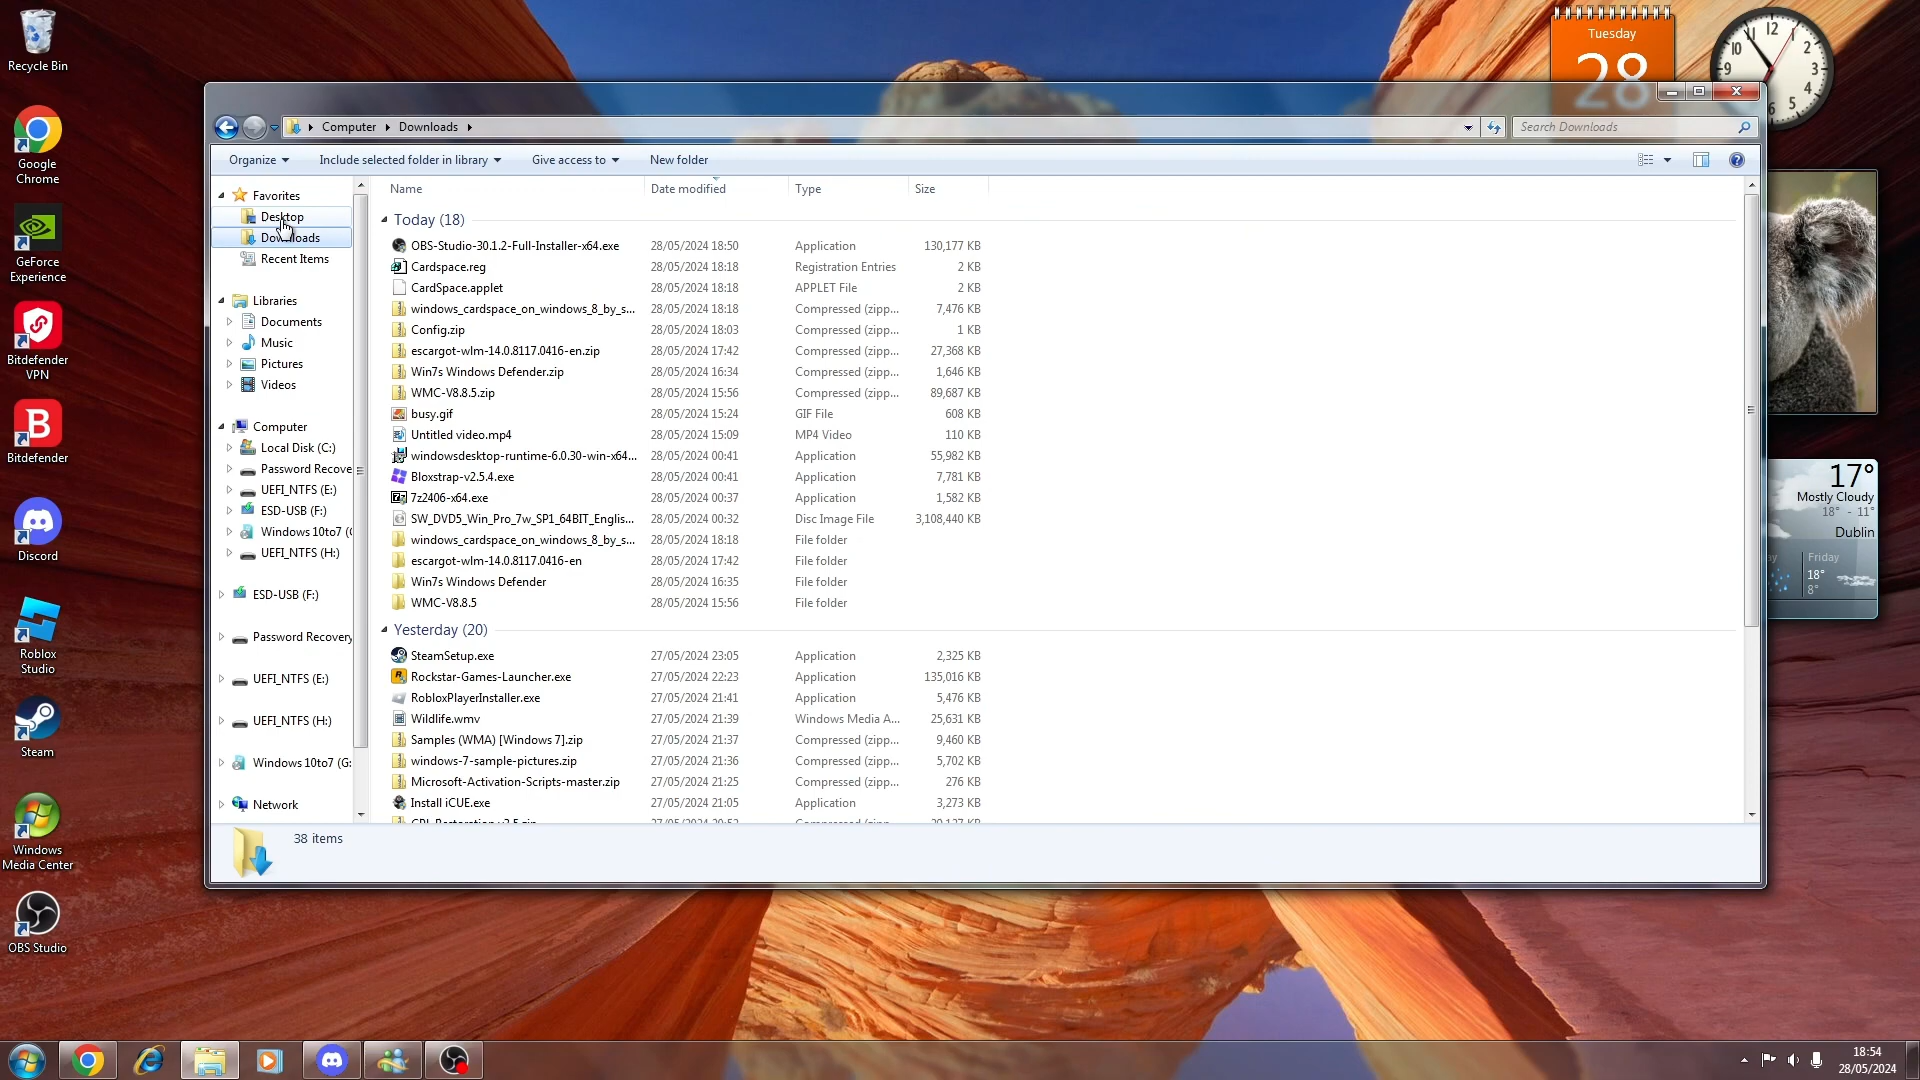 Recycle Bin
Google
Chrome
GeForce
Experience
Bitdefender
VPN
Bitdefender
Discord
Roblox
Studio
Steam
Windows
Media Center
OBS Studio
Tuesday
28
12
1
2
3
4
5
6
9
10
11
17°
Mostly Cloudy
18° - 11°
Dublin
Friday
18°
8°
Computer
Downloads
Search Downloads
Organize
Include selected folder in library
Give access to
New folder
Favorites
Desktop
Downloads
Recent Items
Libraries
Documents
Music
Pictures
Videos
Computer
Local Disk (C:)
Password Recove
UEFI_NTFS (E:)
ESD-USB (F:)
Windows 10to7 (
UEFI_NTFS (H:)
ESD-USB (F:)
Password Recovery
UEFI_NTFS (E:)
UEFI_NTFS (H:)
Windows 10to7 (G:
Network
Name Date modified Type Size
Today (18)
OBS-Studio-30.1.2-Full-Installer-x64.exe 28/05/2024 18:50 Application 130,177 KB
Cardspace.reg 28/05/2024 18:18 Registration Entries 2 KB
CardSpace.applet 28/05/2024 18:18 APPLET File 2 KB
windows_cardspace_on_windows_8_by_s... 28/05/2024 18:18 Compressed (zipp... 7,476 KB
Config.zip 28/05/2024 18:03 Compressed (zipp... 1 KB
escargot-wlm-14.0.8117.0416-en.zip 28/05/2024 17:42 Compressed (zipp... 27,368 KB
Win7s Windows Defender.zip 28/05/2024 16:34 Compressed (zipp... 1,646 KB
WMC-V8.8.5.zip 28/05/2024 15:56 Compressed (zipp... 89,687 KB
busy.gif 28/05/2024 15:24 GIF File 608 KB
Untitled video.mp4 28/05/2024 15:09 MP4 Video 110 KB
windowsdesktop-runtime-6.0.30-win-x64... 28/05/2024 00:41 Application 55,982 KB
Bloxstrap-v2.5.4.exe 28/05/2024 00:41 Application 7,781 KB
7z2406-x64.exe 28/05/2024 00:37 Application 1,582 KB
SW_DVD5_Win_Pro_7w_SP1_64BIT_Englis... 28/05/2024 00:32 Disc Image File 3,108,440 KB
windows_cardspace_on_windows_8_by_s... 28/05/2024 18:18 File folder
escargot-wlm-14.0.8117.0416-en 28/05/2024 17:42 File folder
Win7s Windows Defender 28/05/2024 16:35 File folder
WMC-V8.8.5 28/05/2024 15:56 File folder
Yesterday (20)
SteamSetup.exe 27/05/2024 23:05 Application 2,325 KB
Rockstar-Games-Launcher.exe 27/05/2024 22:23 Application 135,016 KB
RobloxPlayerInstaller.exe 27/05/2024 21:41 Application 5,476 KB
Wildlife.wmv 27/05/2024 21:39 Windows Media A... 25,631 KB
Samples (WMA) [Windows 7].zip 27/05/2024 21:37 Compressed (zipp... 9,460 KB
windows-7-sample-pictures.zip 27/05/2024 21:36 Compressed (zipp... 5,702 KB
Microsoft-Activation-Scripts-master.zip 27/05/2024 21:25 Compressed (zipp... 276 KB
Install iCUE.exe 27/05/2024 21:05 Application 3,273 KB
38 items
18:54
28/05/2024